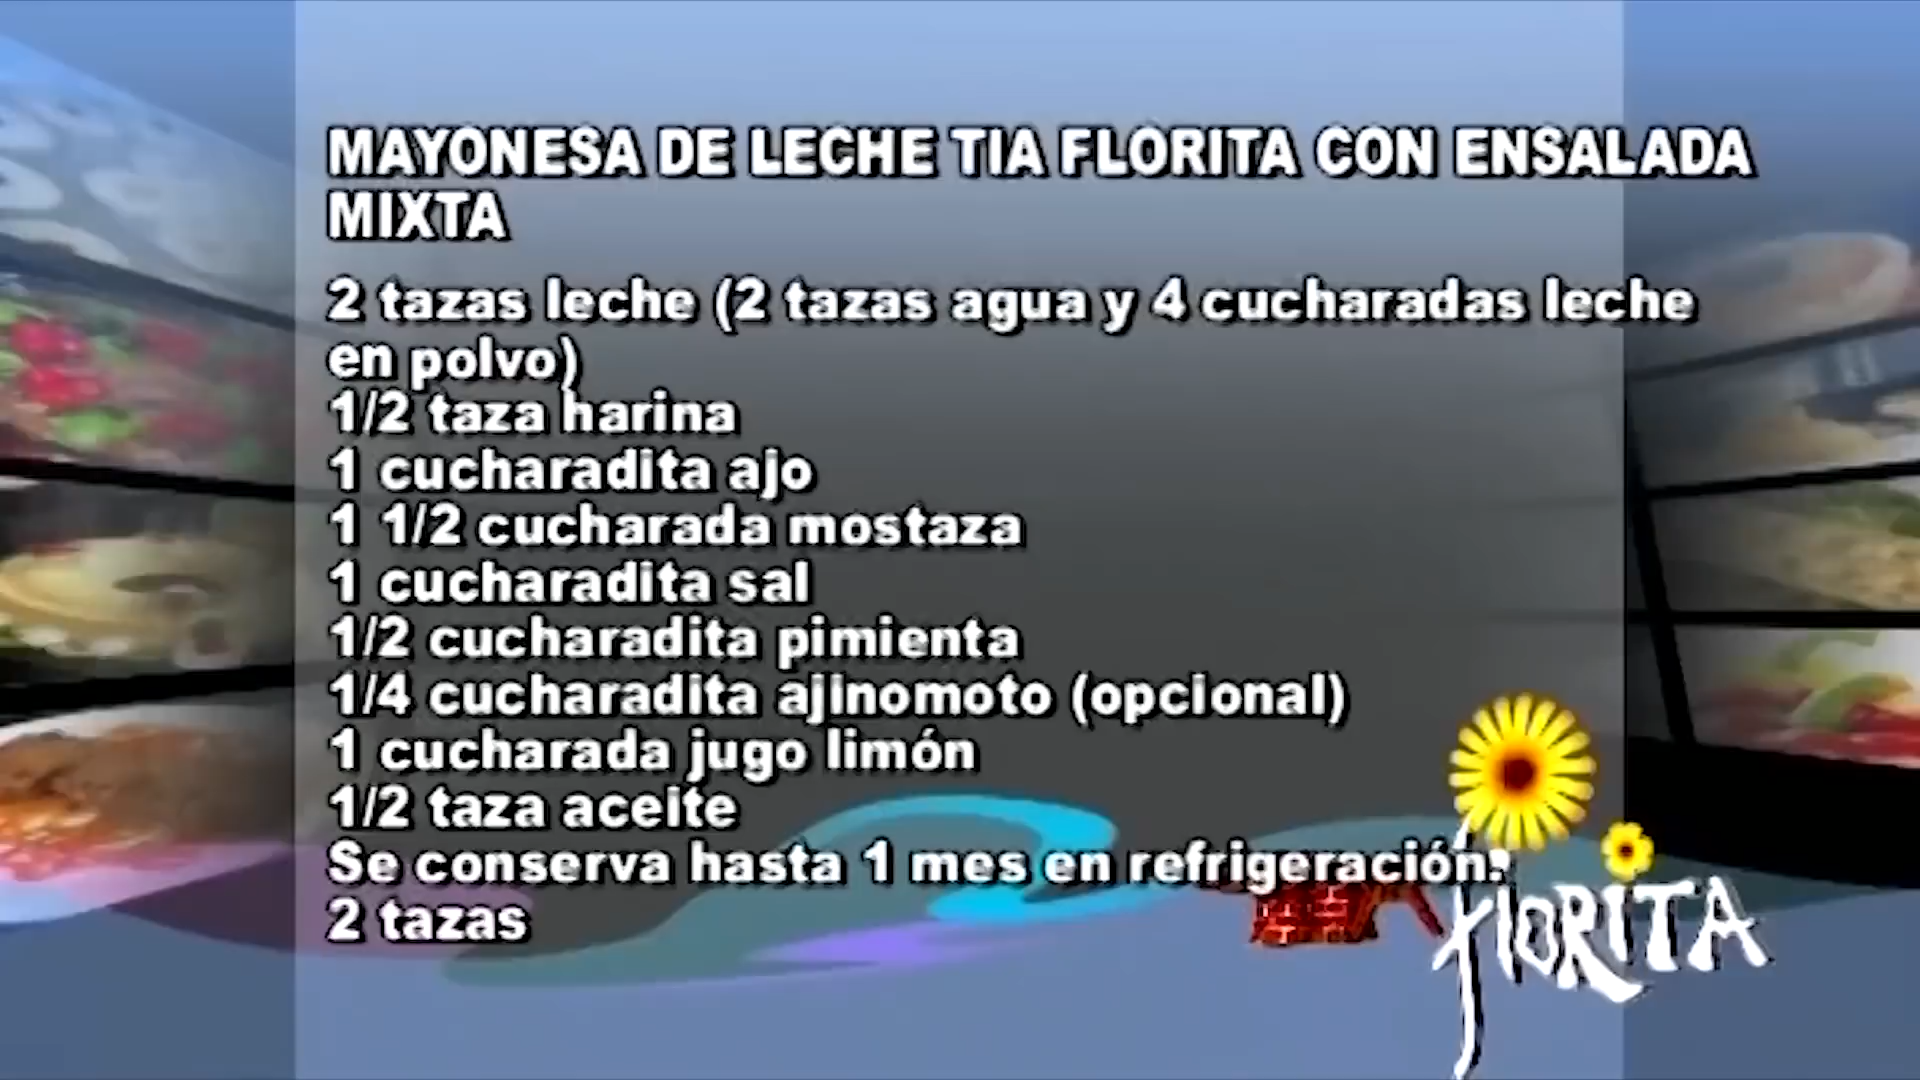 MAYONESA DE LECHE TIA FLORITA CON ENSALADA
MIXTA
2 tazas leche (2 tazas agua y 4 cucharadas leche
en polvo)
1/2 taza harina
1 cucharadita ajo
1 1/2 cucharada mostaza
1 cucharadita sal
1/2 cucharadita pimienta
1/4 cucharadita ajinomoto (opcional)
1 cucharada jugo limón
1/2 taza aceite
Se conserva hasta 1 mes en refrigeración.
2 tazas
FLORITA